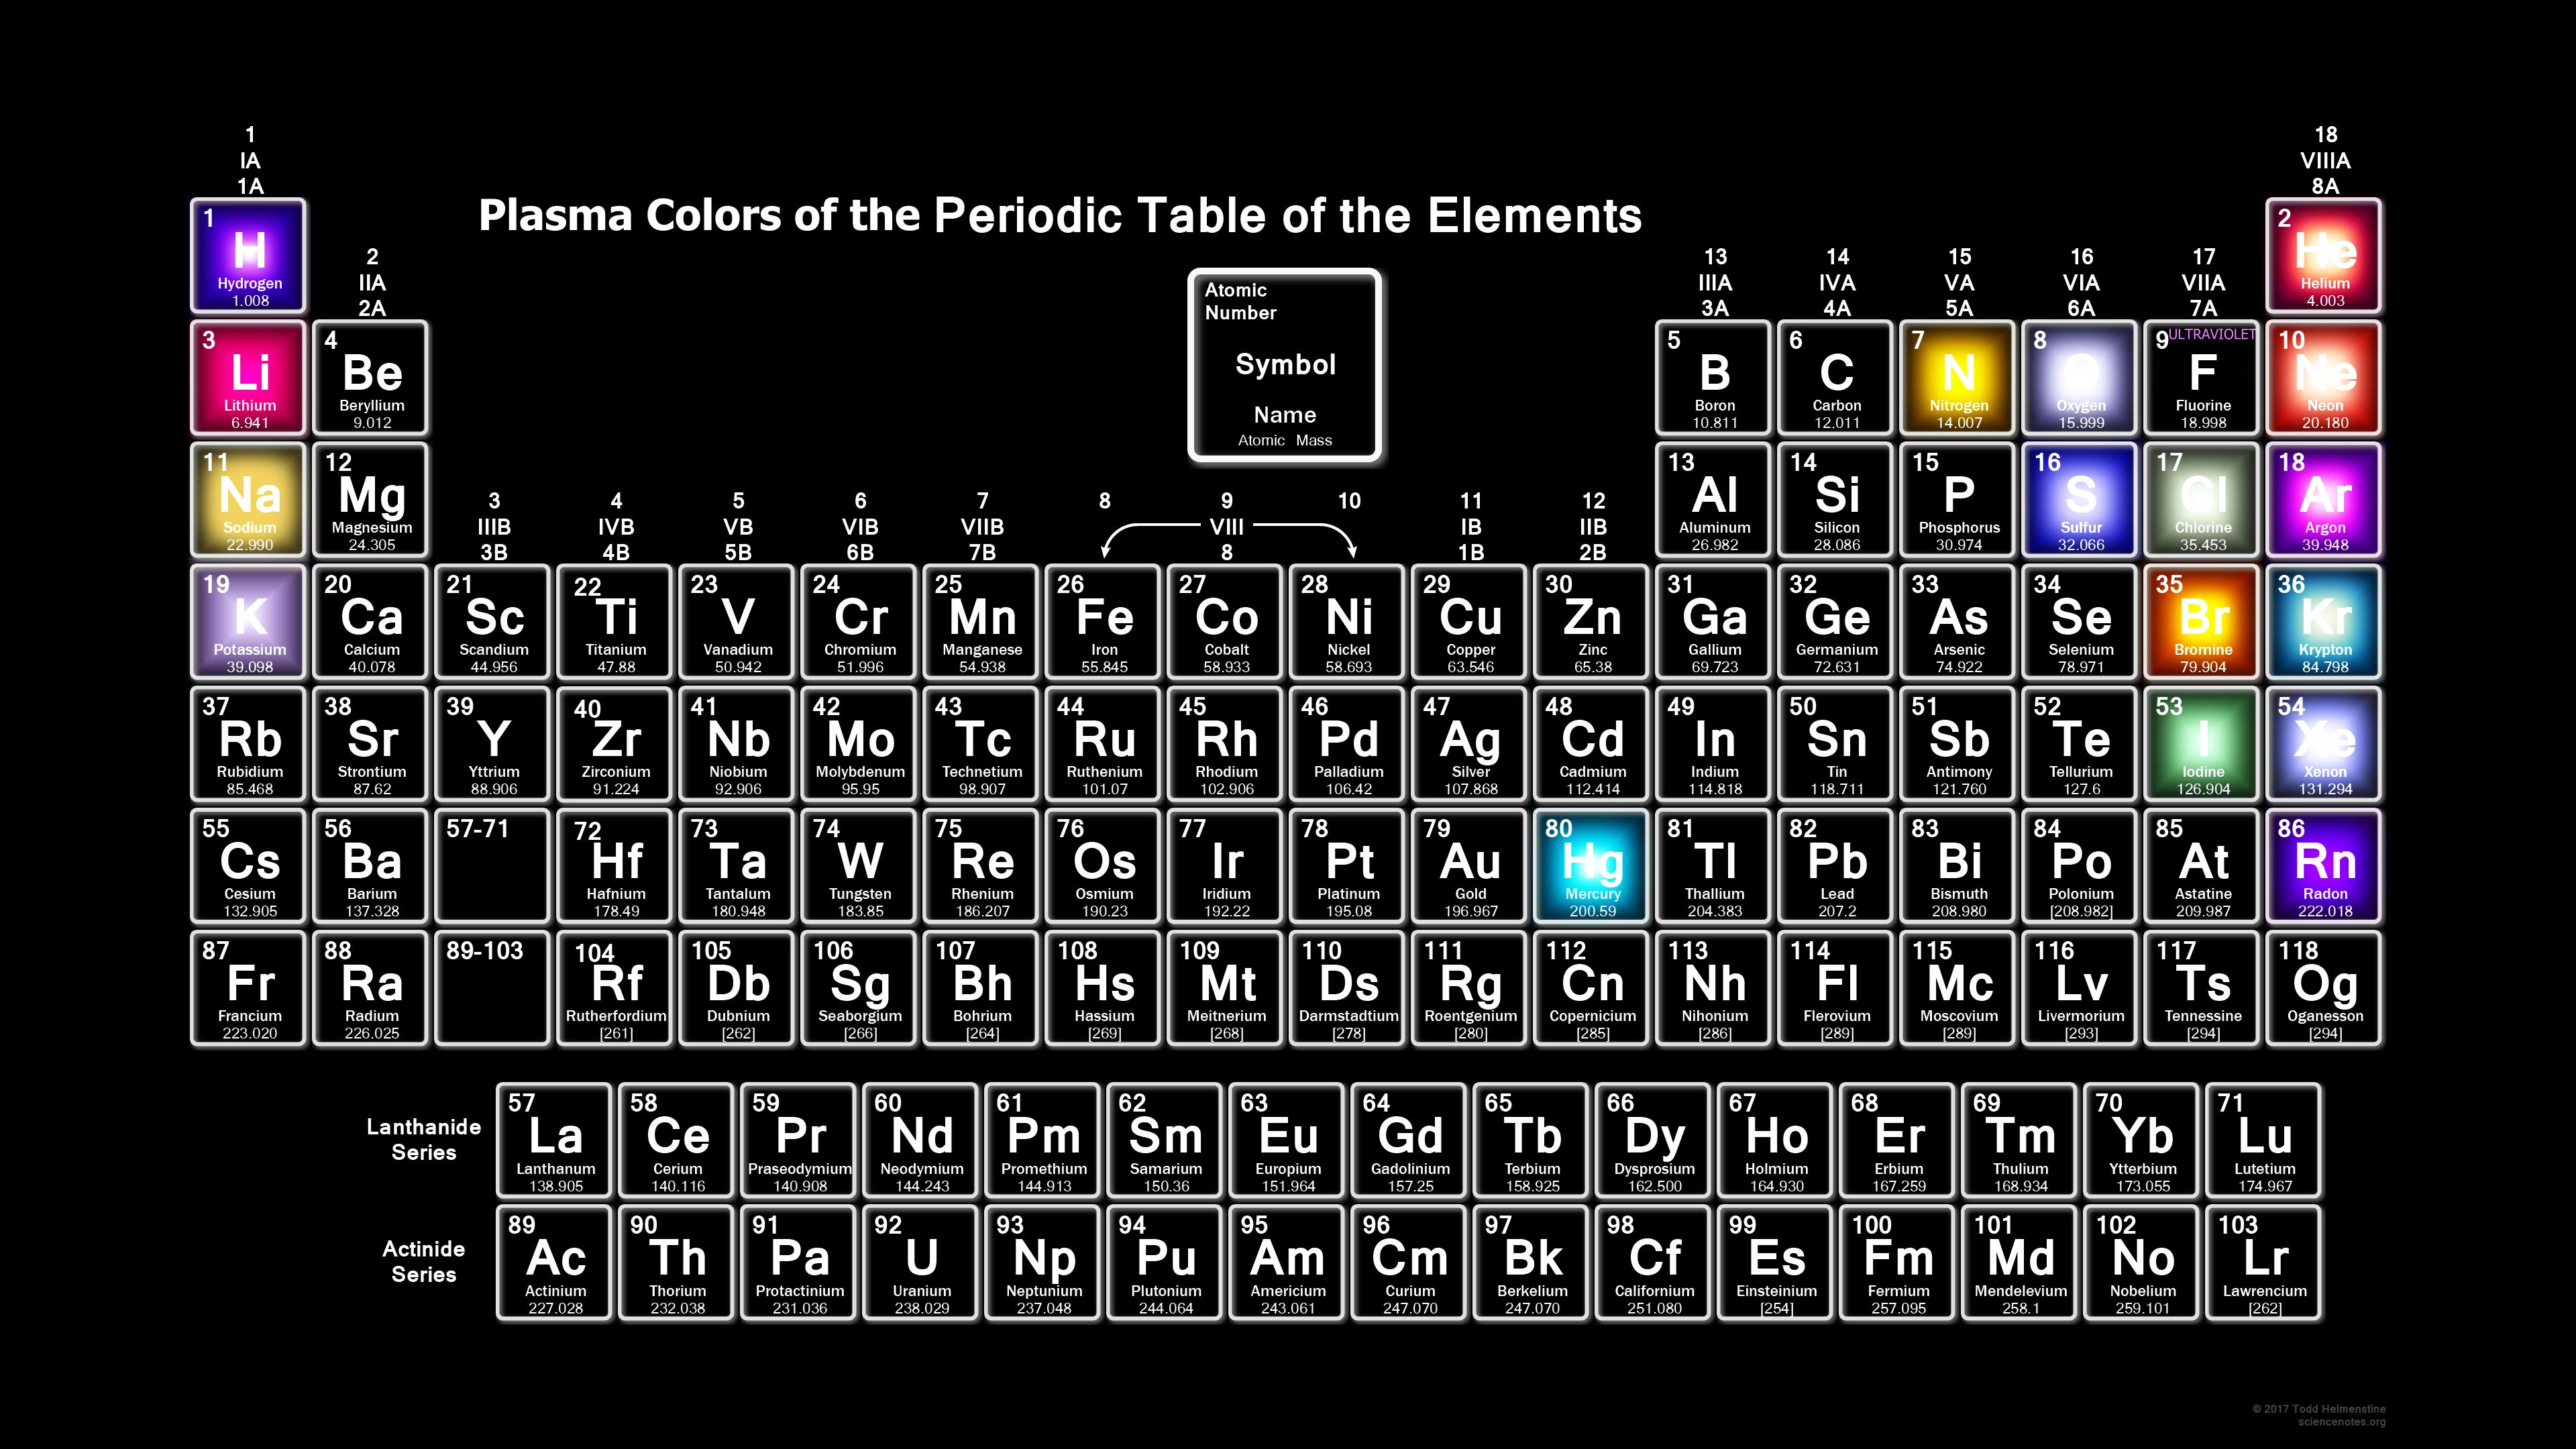 1
IA
1A
18
VIIIA
8A
Plasma Colors of the Periodic Table of the Elements
1
H
Hydrogen
1.008
2
IIA
2A
13
IIIA
3A
14
IVA
4A
15
VA
5A
16
VIA
6A
17
VIIA
7A
2
He
Helium
4.003
Atomic
Number
Symbol
Name
Atomic Mass
3
Li
Lithium
6.941
4
Be
Beryllium
9.012
5
B
Boron
10.811
6
C
Carbon
12.011
7
N
Nitrogen
14.007
8
O
Oxygen
15.999
9
ULTRAVIOLET
F
Fluorine
18.998
10
Ne
Neon
20.180
11
Na
Sodium
22.990
12
Mg
Magnesium
24.305
3
IIIB
3B
4
IVB
4B
5
VB
5B
6
VIB
6B
7
VIIB
7B
8
9
VIII
8
10
11
IB
1B
12
IIB
2B
13
Al
Aluminum
26.982
14
Si
Silicon
28.086
15
P
Phosphorus
30.974
16
S
Sulfur
32.066
17
Cl
Chlorine
35.453
18
Ar
Argon
39.948
19
K
Potassium
39.098
20
Ca
Calcium
40.078
21
Sc
Scandium
44.956
22
Ti
Titanium
47.88
23
V
Vanadium
50.942
24
Cr
Chromium
51.996
25
Mn
Manganese
54.938
26
Fe
Iron
55.845
27
Co
Cobalt
58.933
28
Ni
Nickel
58.693
29
Cu
Copper
63.546
30
Zn
Zinc
65.38
31
Ga
Gallium
69.723
32
Ge
Germanium
72.631
33
As
Arsenic
74.922
34
Se
Selenium
78.971
35
Br
Bromine
79.904
36
Kr
Krypton
84.798
37
Rb
Rubidium
85.468
38
Sr
Strontium
87.62
39
Y
Yttrium
88.906
40
Zr
Zirconium
91.224
41
Nb
Niobium
92.906
42
Mo
Molybdenum
95.95
43
Tc
Technetium
98.907
44
Ru
Ruthenium
101.07
45
Rh
Rhodium
102.906
46
Pd
Palladium
106.42
47
Ag
Silver
107.868
48
Cd
Cadmium
112.414
49
In
Indium
114.818
50
Sn
Tin
118.711
51
Sb
Antimony
121.760
52
Te
Tellurium
127.6
53
I
Iodine
126.904
54
Xe
Xenon
131.294
55
Cs
Cesium
132.905
56
Ba
Barium
137.328
57-71
72
Hf
Hafnium
178.49
73
Ta
Tantalum
180.948
74
W
Tungsten
183.85
75
Re
Rhenium
186.207
76
Os
Osmium
190.23
77
Ir
Iridium
192.22
78
Pt
Platinum
195.08
79
Au
Gold
196.967
80
Hg
Mercury
200.59
81
Tl
Thallium
204.383
82
Pb
Lead
207.2
83
Bi
Bismuth
208.980
84
Po
Polonium
[208.982]
85
At
Astatine
209.987
86
Rn
Radon
222.018
87
Fr
Francium
223.020
88
Ra
Radium
226.025
89-103
104
Rf
Rutherfordium
[261]
105
Db
Dubnium
[262]
106
Sg
Seaborgium
[266]
107
Bh
Bohrium
[264]
108
Hs
Hassium
[269]
109
Mt
Meitnerium
[268]
110
Ds
Darmstadtium
[278]
111
Rg
Roentgenium
[280]
112
Cn
Copernicium
[285]
113
Nh
Nihonium
[286]
114
Fl
Flerovium
[289]
115
Mc
Moscovium
[289]
116
Lv
Livermorium
[293]
117
Ts
Tennessine
[294]
118
Og
Oganesson
[294]
Lanthanide
Series
57
La
Lanthanum
138.905
58
Ce
Cerium
140.116
59
Pr
Praseodymium
140.908
60
Nd
Neodymium
144.243
61
Pm
Promethium
144.913
62
Sm
Samarium
150.36
63
Eu
Europium
151.964
64
Gd
Gadolinium
157.25
65
Tb
Terbium
158.925
66
Dy
Dysprosium
162.500
67
Ho
Holmium
164.930
68
Er
Erbium
167.259
69
Tm
Thulium
168.934
70
Yb
Ytterbium
173.055
71
Lu
Lutetium
174.967
Actinide
Series
89
Ac
Actinium
227.028
90
Th
Thorium
232.038
91
Pa
Protactinium
231.036
92
U
Uranium
238.029
93
Np
Neptunium
237.048
94
Pu
Plutonium
244.064
95
Am
Americium
243.061
96
Cm
Curium
247.070
97
Bk
Berkelium
247.070
98
Cf
Californium
251.080
99
Es
Einsteinium
[254]
100
Fm
Fermium
257.095
101
Md
Mendelevium
258.1
102
No
Nobelium
259.101
103
Lr
Lawrencium
[262]
© 2017 Todd Helmenstine
sciencenotes.org